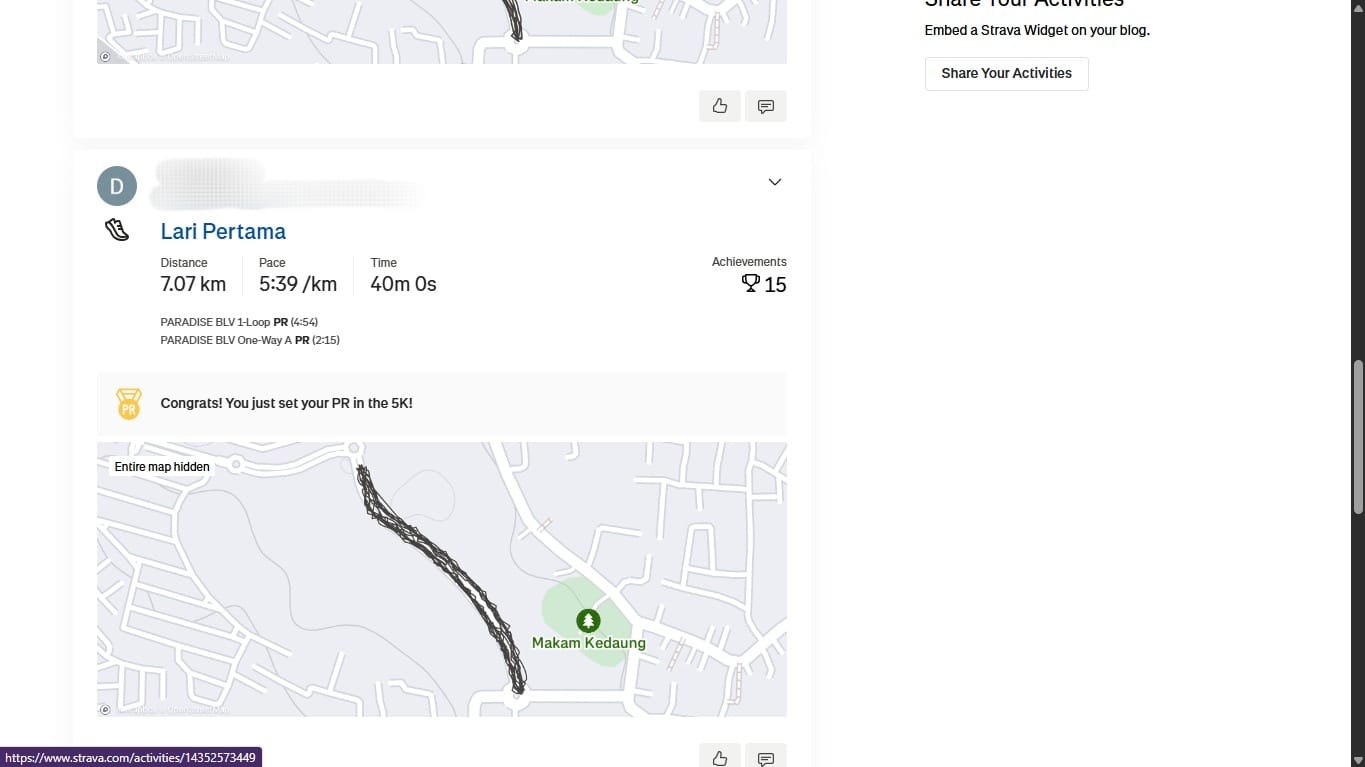 Makam Kedaung
Share Your Activities
Embed a Strava Widget on your blog.
Share Your Activities
D
Lari Pertama
Distance
7.07 km
Pace
5:39 /km
Time
40m 0s
Achievements
15
PARADISE BLV 1-Loop PR (4:54)
PARADISE BLV One-Way A PR (2:15)
PR
Congrats! You just set your PR in the 5K!
Entire map hidden
Makam Kedaung
https://www.strava.com/activities/14352573449